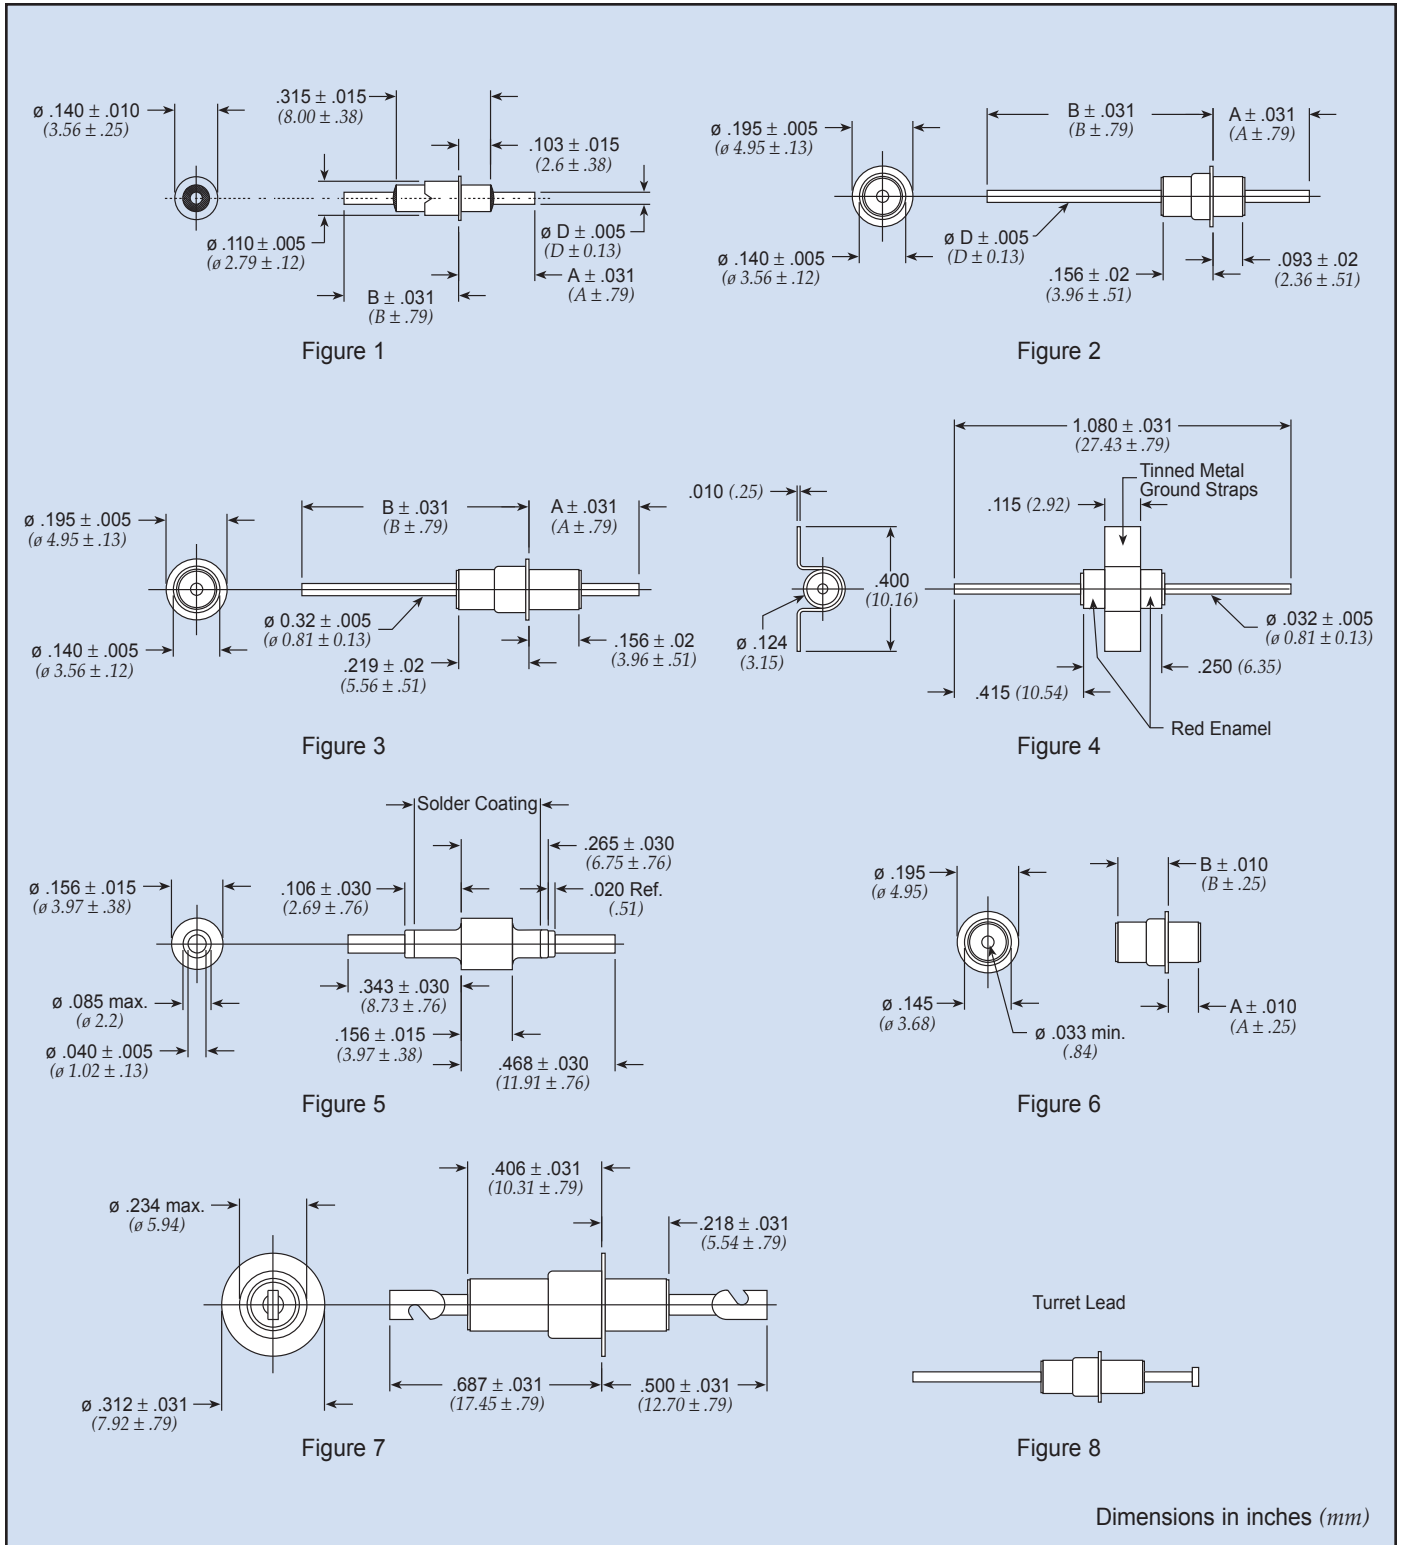 ø .140 ± .010
(3.56 ± .25)
.315 ± .015
(8.00 ± .38)
.103 ± .015
(2.6 ± .38)
ø .110 ± .005
(ø 2.79 ± .12)
ø D ± .005
(D ± 0.13)
B ± .031
(B ± .79)
A ± .031
(A ± .79)
Figure 1
ø .195 ± .005
(ø 4.95 ± .13)
B ± .031
(B ± .79)
A ± .031
(A ± .79)
ø D ± .005
(D ± 0.13)
ø .140 ± .005
(ø 3.56 ± .12)
.156 ± .02
(3.96 ± .51)
.093 ± .02
(2.36 ± .51)
Figure 2
ø .195 ± .005
(ø 4.95 ± .13)
B ± .031
(B ± .79)
A ± .031
(A ± .79)
ø 0.32 ± .005
(ø 0.81 ± 0.13)
ø .140 ± .005
(ø 3.56 ± .12)
.219 ± .02
(5.56 ± .51)
.156 ± .02
(3.96 ± .51)
Figure 3
1.080 ± .031
(27.43 ± .79)
Tinned Metal
Ground Straps
.010 (.25)
.115 (2.92)
.400
(10.16)
ø .124
(3.15)
ø .032 ± .005
(ø 0.81 ± 0.13)
.250 (6.35)
.415 (10.54)
Red Enamel
Figure 4
Solder Coating
.265 ± .030
(6.75 ± .76)
ø .156 ± .015
(ø 3.97 ± .38)
.106 ± .030
(2.69 ± .76)
.020 Ref.
(.51)
ø .085 max.
(ø 2.2)
.343 ± .030
(8.73 ± .76)
ø .040 ± .005
(ø 1.02 ± .13)
.156 ± .015
(3.97 ± .38)
.468 ± .030
(11.91 ± .76)
Figure 5
ø .195
(ø 4.95)
B ± .010
(B ± .25)
ø .145
(ø 3.68)
ø .033 min.
(.84)
A ± .010
(A ± .25)
Figure 6
ø .234 max.
(ø 5.94)
.406 ± .031
(10.31 ± .79)
.218 ± .031
(5.54 ± .79)
ø .312 ± .031
(7.92 ± .79)
.687 ± .031
(17.45 ± .79)
.500 ± .031
(12.70 ± .79)
Figure 7
Turret Lead
Figure 8
Dimensions in inches (mm)